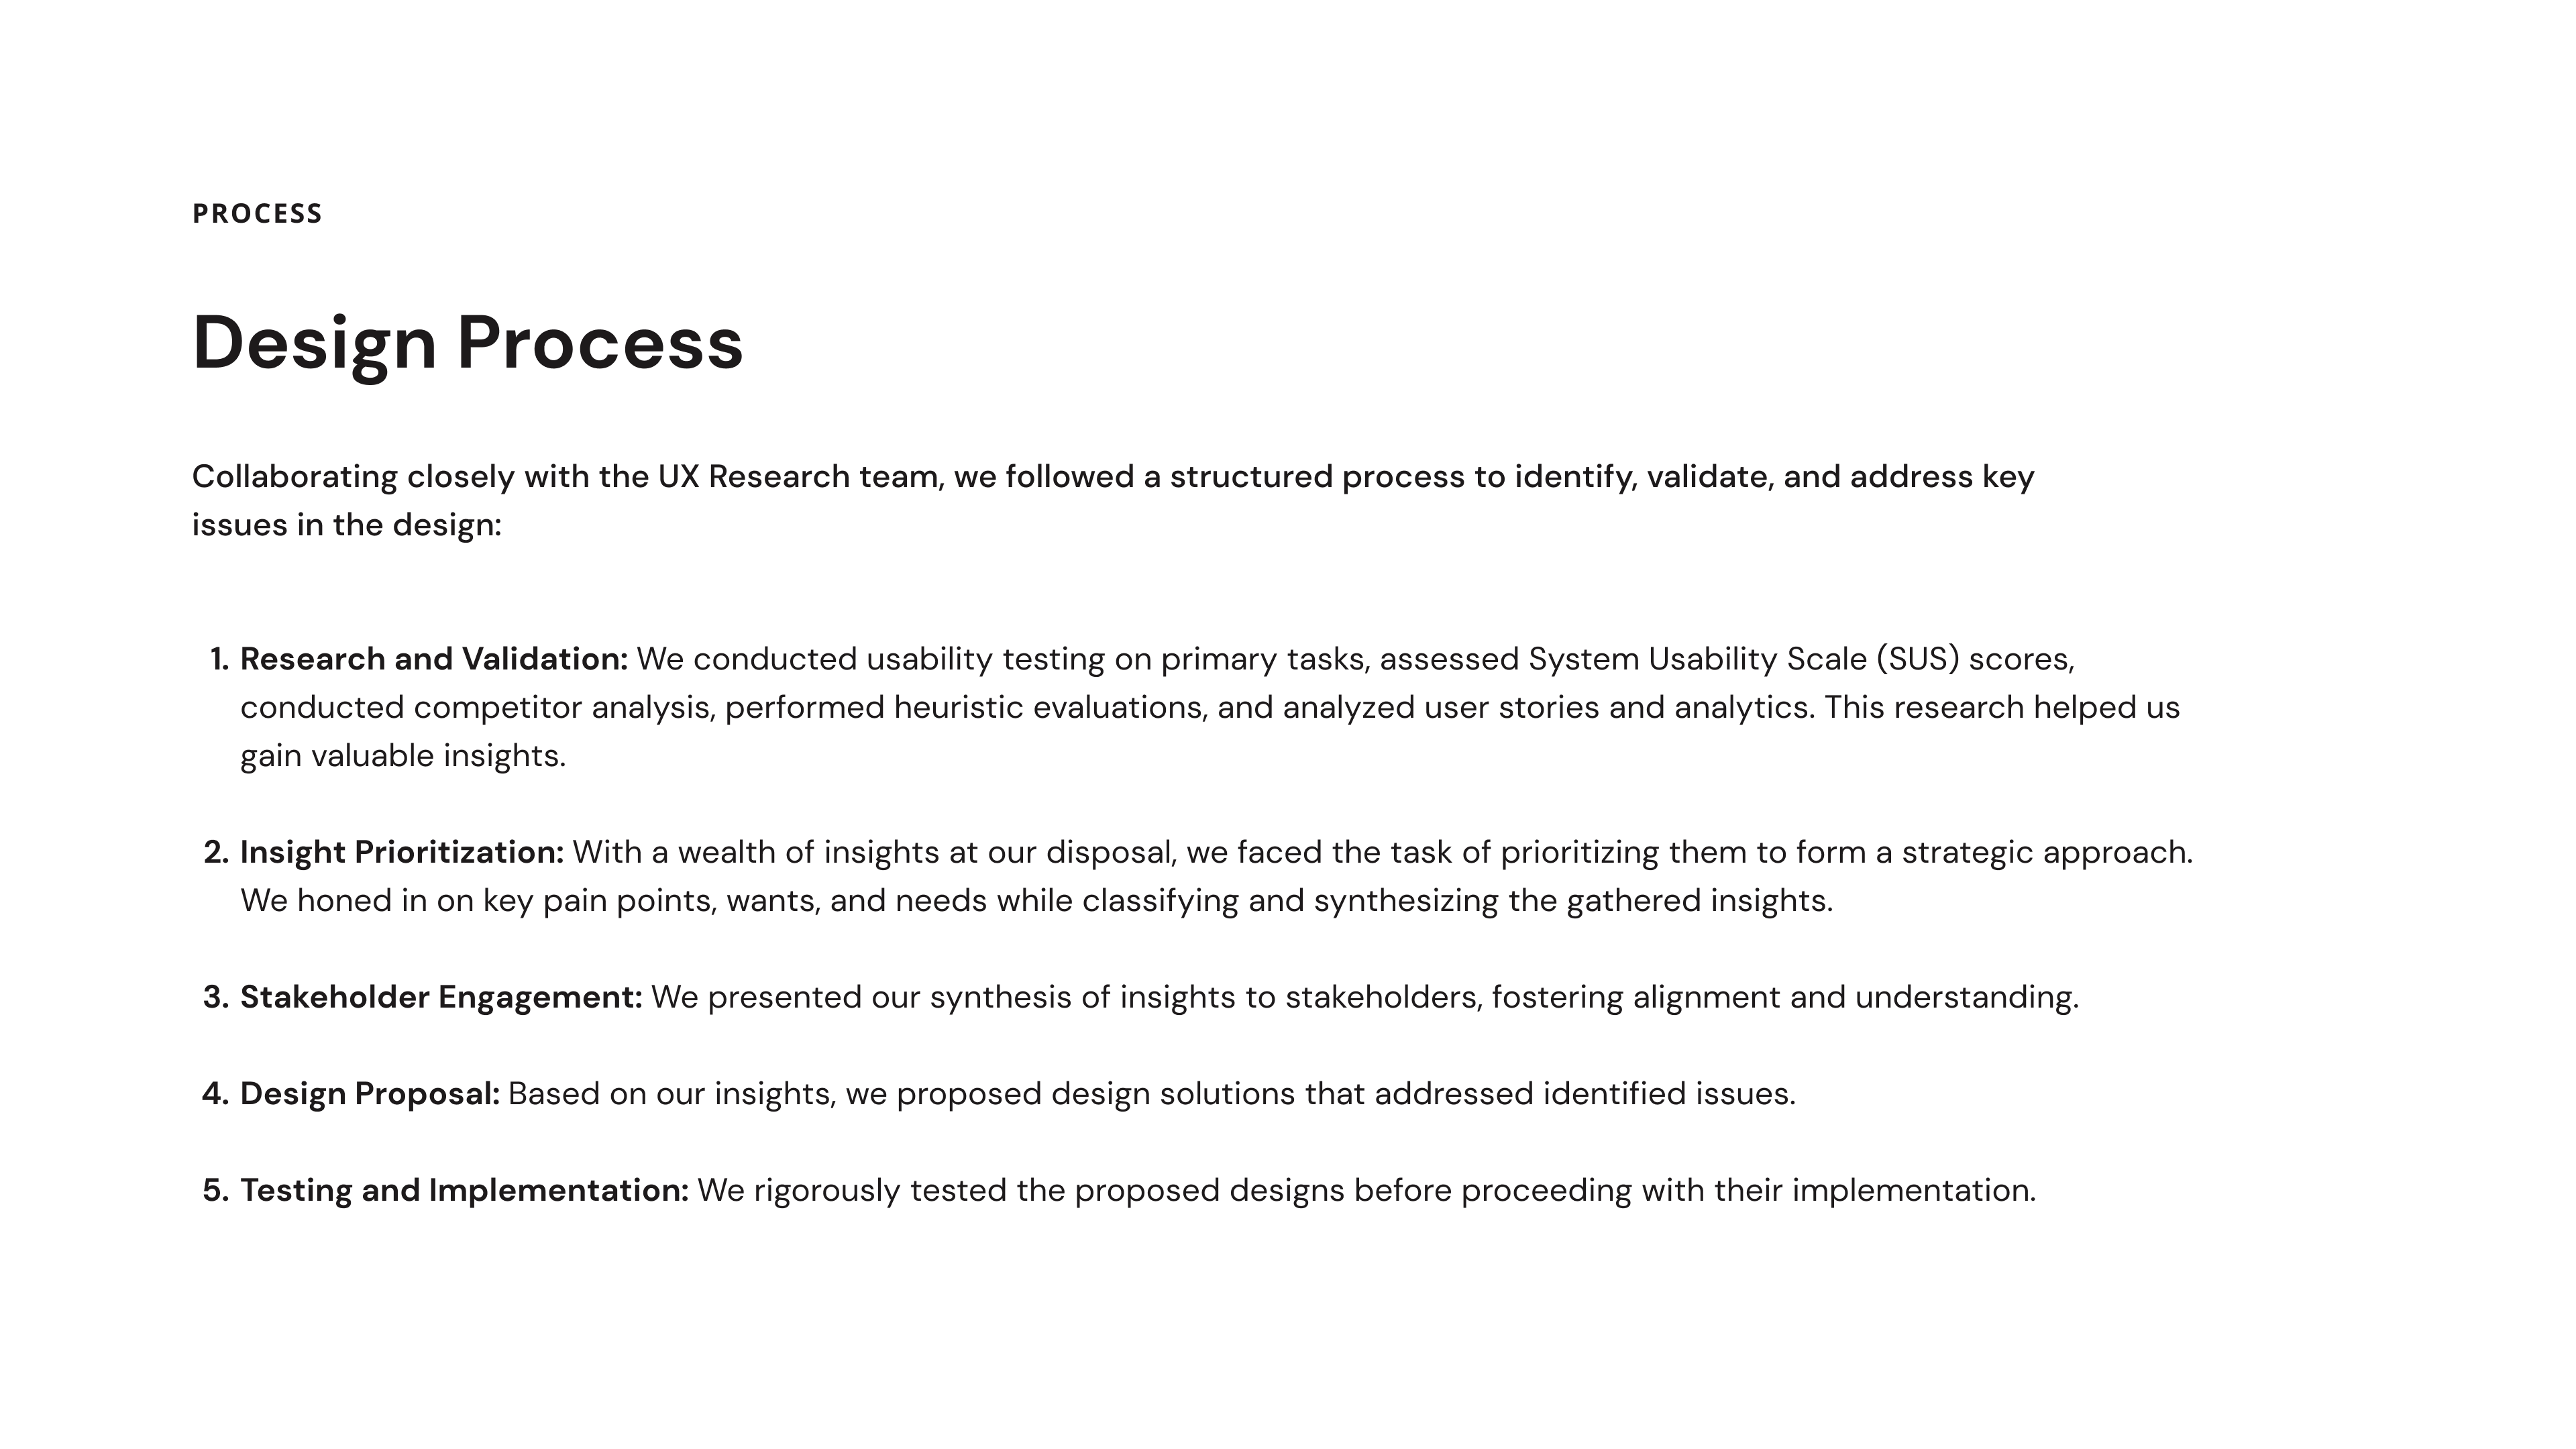 PROCESS
Design Process
Collaborating closely with the UX Research team, we followed a structured process to identify, validate, and address key
issues in the design:
1. Research and Validation: We conducted usability testing on primary tasks, assessed System Usability Scale (SUS) scores,
conducted competitor analysis, performed heuristic evaluations, and analyzed user stories and analytics. This research helped us
gain valuable insights.
2. Insight Prioritization: With a wealth of insights at our disposal, we faced the task of prioritizing them to form a strategic approach.
We honed in on key pain points, wants, and needs while classifying and synthesizing the gathered insights.
3. Stakeholder Engagement: We presented our synthesis of insights to stakeholders, fostering alignment and understanding.
4. Design Proposal: Based on our insights, we proposed design solutions that addressed identified issues.
5. Testing and Implementation: We rigorously tested the proposed designs before proceeding with their implementation.